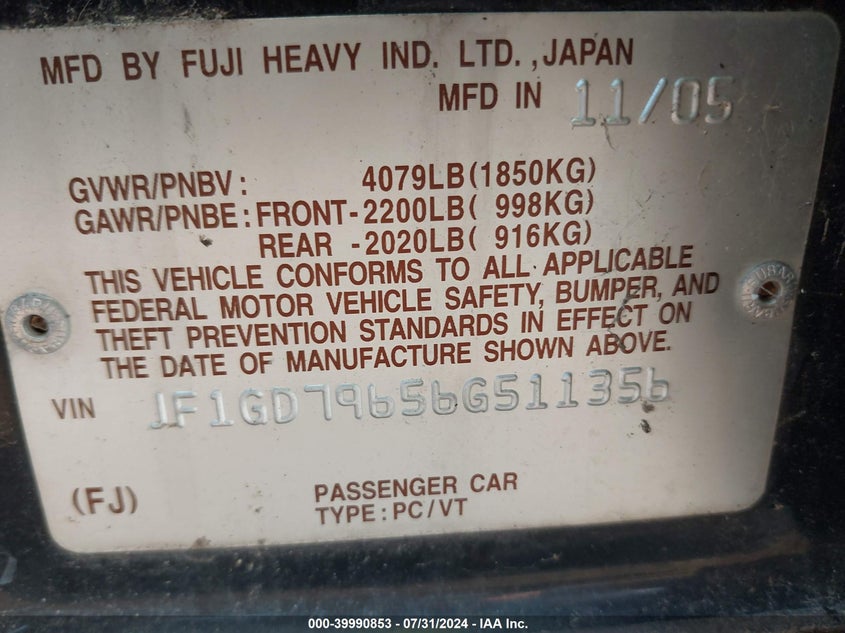 MFD BY FUJI HEAVY IND. LTD., JAPAN
MFD IN 11/05
GVWR/PNBV: 4079LB(1850KG)
GAWR/PNBE: FRONT-2200LB( 998KG)
REAR -2020LB( 916KG)
THIS VEHICLE CONFORMS TO ALL APPLICABLE
FEDERAL MOTOR VEHICLE SAFETY, BUMPER, AND
THEFT PREVENTION STANDARDS IN EFFECT ON
THE DATE OF MANUFACTURE SHOWN ABOVE.
VIN JF1GD79656G511356
(FJ) PASSENGER CAR
TYPE:PC/VT
000-39990853 - 07/31/2024 - IAA Inc.